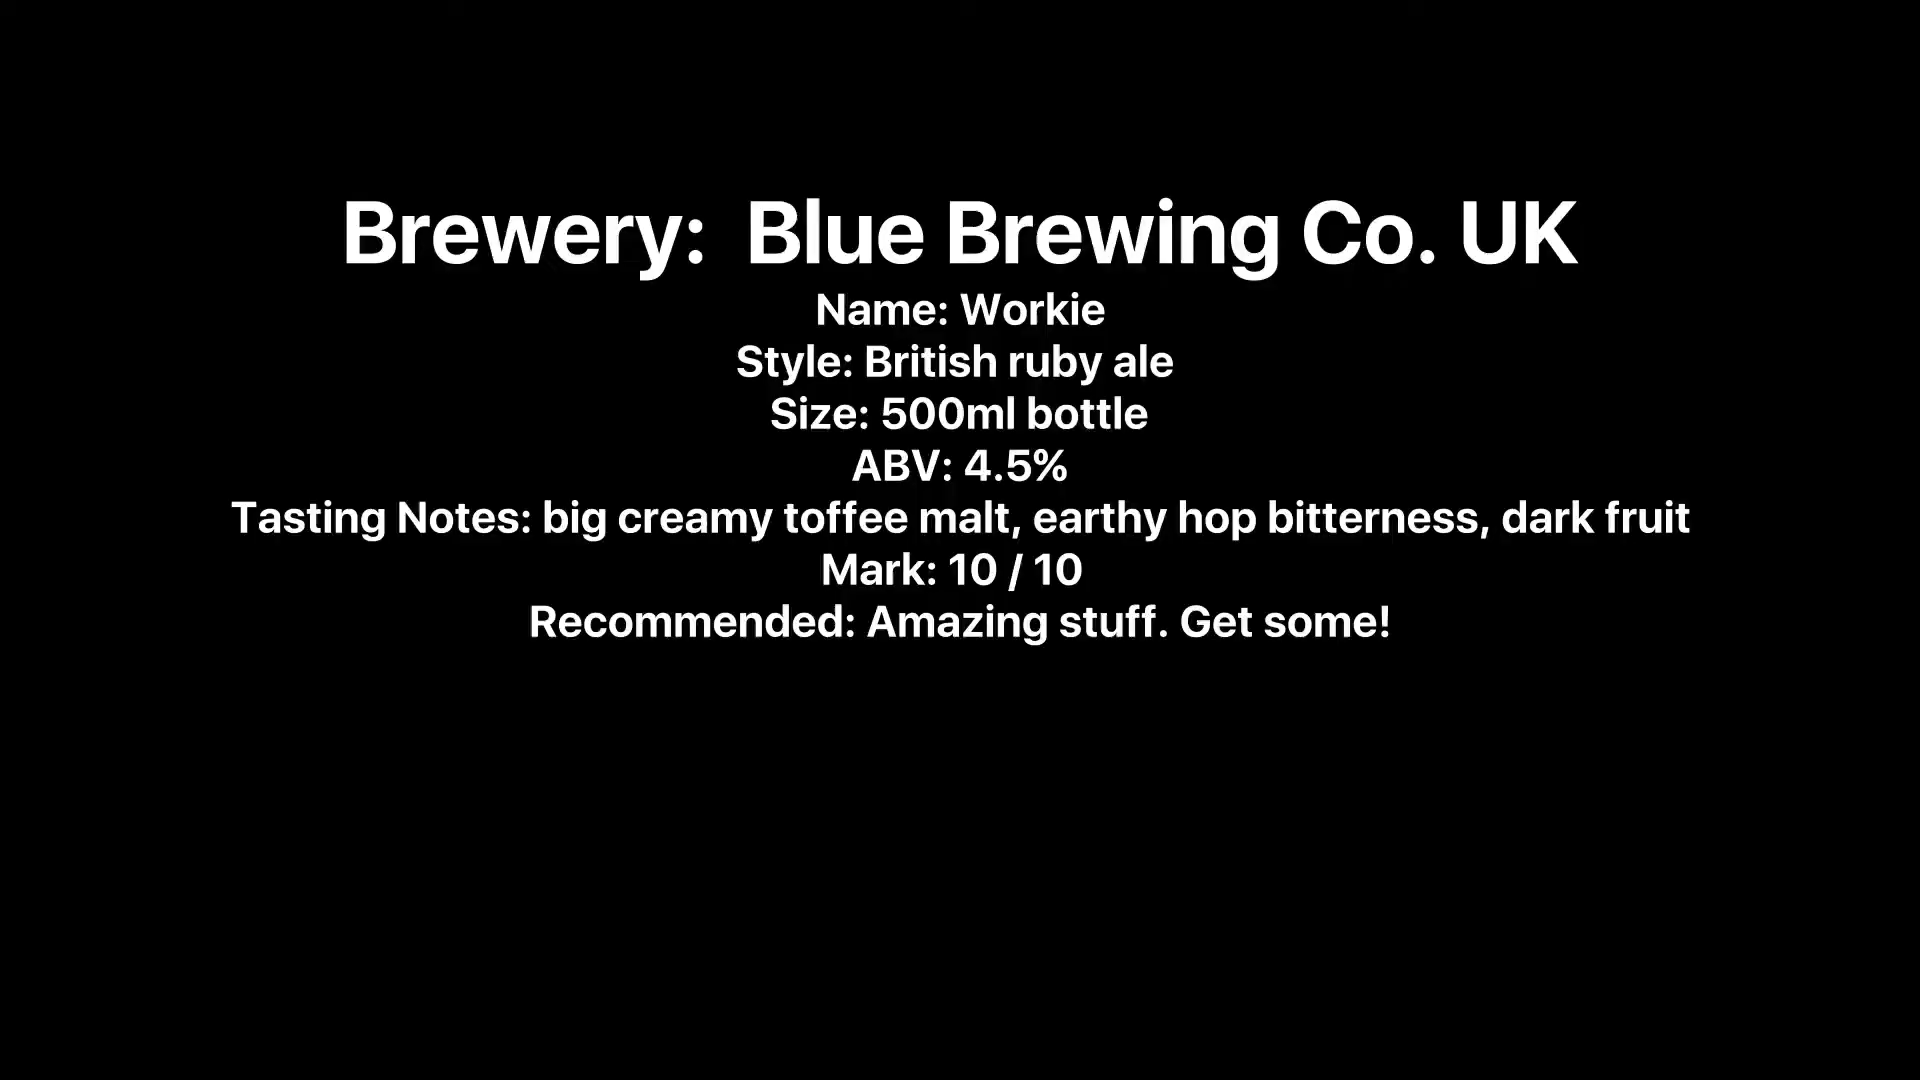 Brewery:  Blue Brewing Co. UK
Name: Workie
Style: British ruby ale
Size: 500ml bottle
ABV: 4.5%
Tasting Notes: big creamy toffee malt, earthy hop bitterness, dark fruit
Mark: 10 / 10
Recommended: Amazing stuff. Get some!